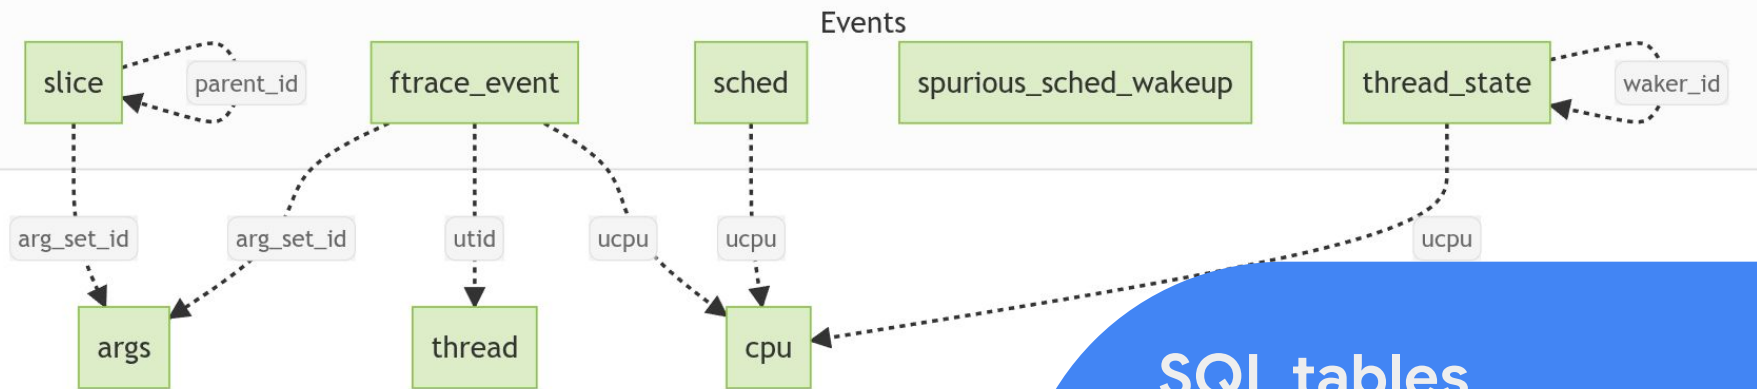 Events
slice
parent_id
ftrace_event
sched
spurious_sched_wakeup
thread_state
waker_id
arg_set_id
arg_set_id
utid
ucpu
ucpu
ucpu
args
thread
cpu
SQL tables